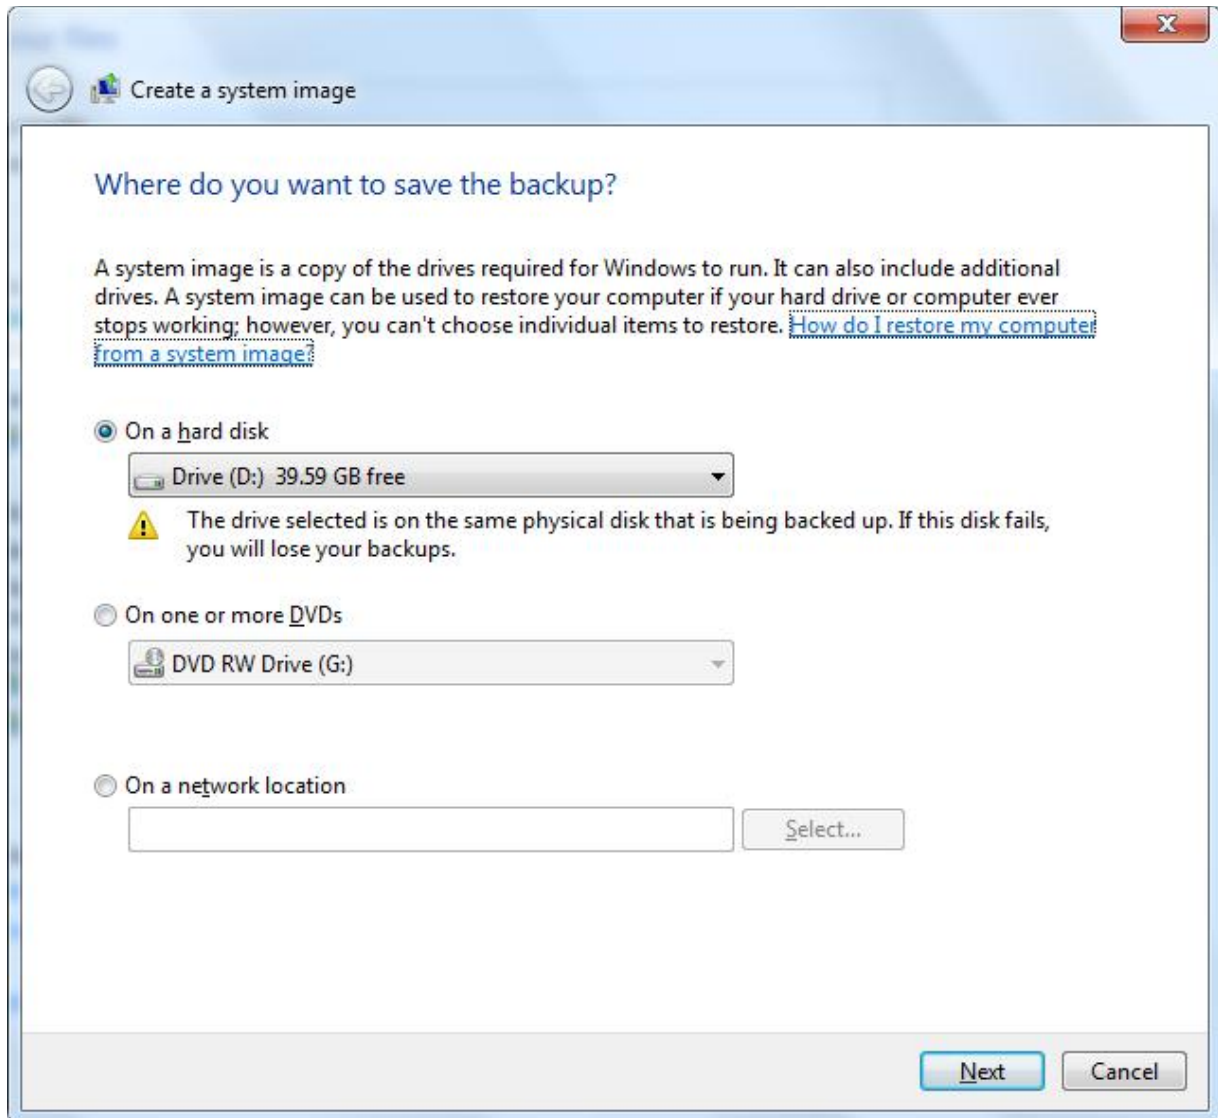 Create a system image
Where do you want to save the backup?
A system image is a copy of the drives required for Windows to run. It can also include additional
drives. A system image can be used to restore your computer if your hard drive or computer ever
stops working; however, you can't choose individual items to restore. How do I restore my computer
from a system image?
On a hard disk
Drive (D:)  39.59 GB free
The drive selected is on the same physical disk that is being backed up. If this disk fails,
you will lose your backups.
On one or more DVDs
DVD RW Drive (G:)
On a network location
Select...
Next
Cancel